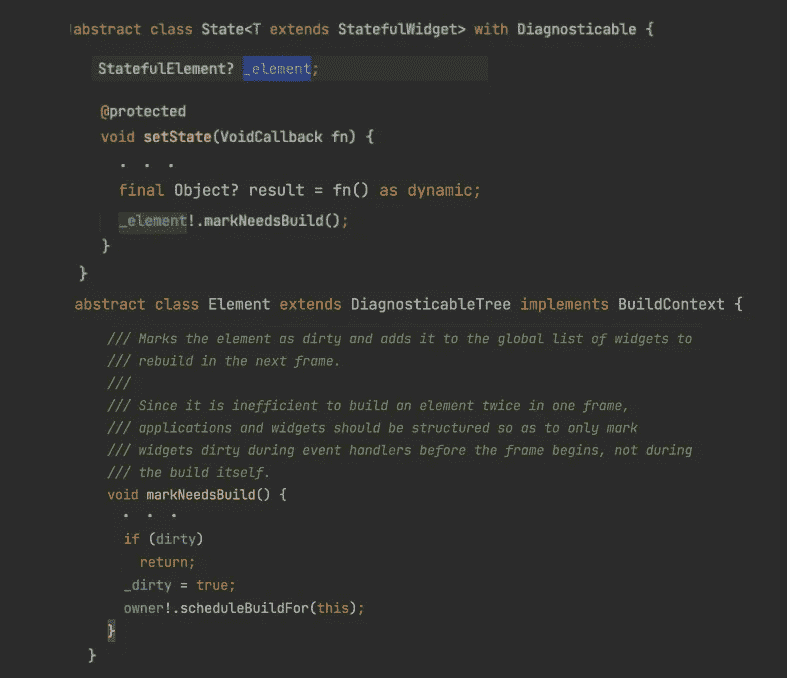 abstract class State<T extends StatefulWidget> with Diagnosticable {
StatefulElement? _element;
@protected
void setState(VoidCallback fn) {
. . .
final Object? result = fn() as dynamic;
_element!.markNeedsBuild();
}
}
abstract class Element extends DiagnosticableTree implements BuildContext {
/// Marks the element as dirty and adds it to the global list of widgets to
/// rebuild in the next frame.
///
/// Since it is inefficient to build an element twice in one frame,
/// applications and widgets should be structured so as to only mark
/// widgets dirty during event handlers before the frame begins, not during
/// the build itself.
void markNeedsBuild() {
. . .
if (dirty)
return;
_dirty = true;
owner!.scheduleBuildFor(this);
}
}